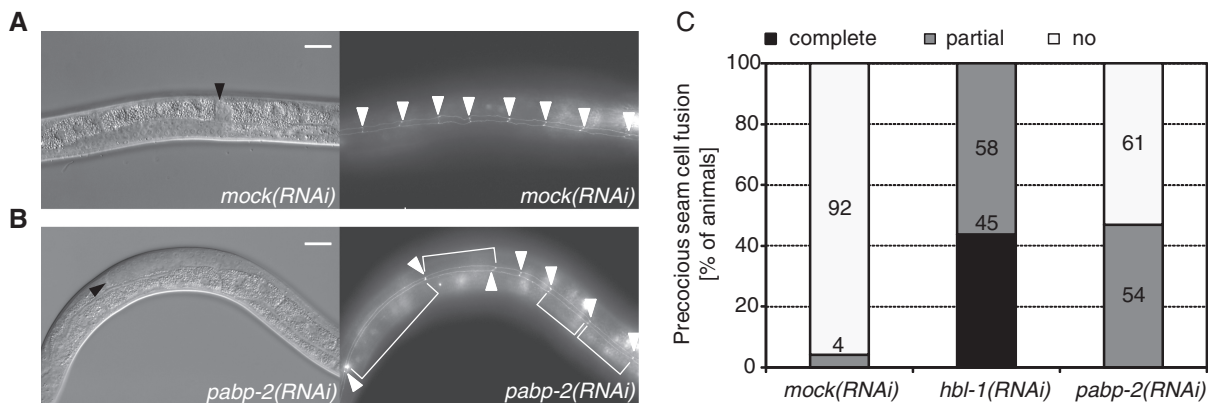 A
mock(RNAi)
mock(RNAi)
B
pabp-2(RNAi)
pabp-2(RNAi)
C
complete partial no
Precocious seam cell fusion
[% of animals]
100
80
60
40
20
0
92
4
58
45
61
54
mock(RNAi) hbl-1(RNAi) pabp-2(RNAi)